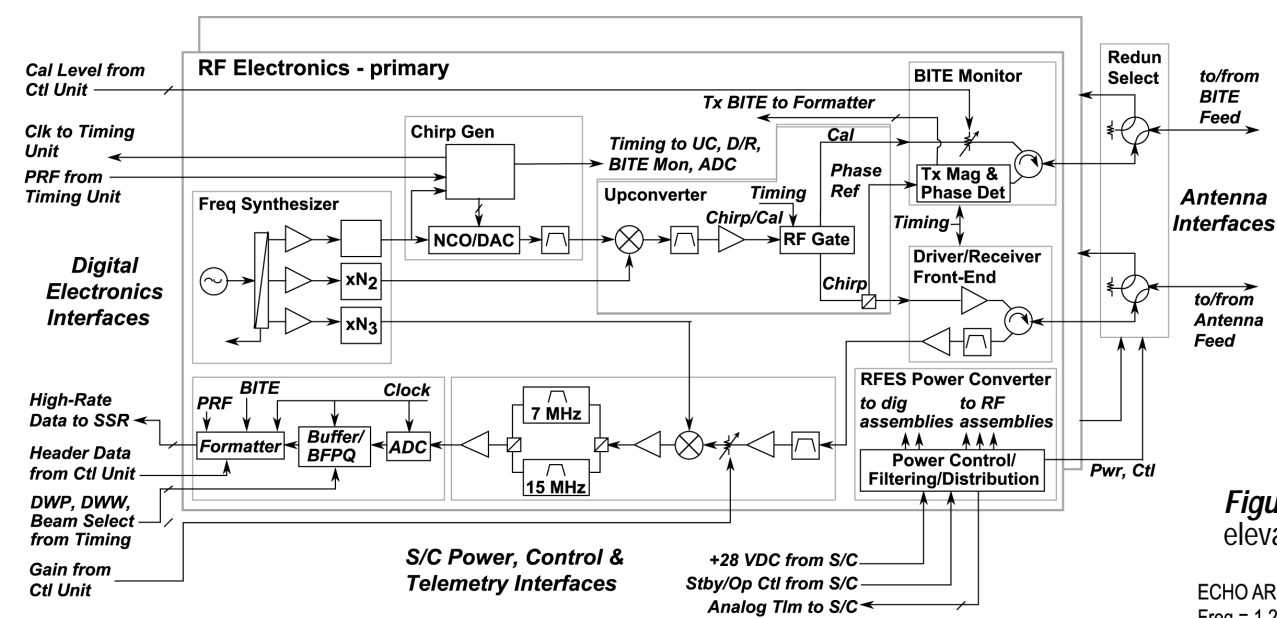 RF Electronics - primary
Cal Level from
Ctl Unit
Clk to Timing
Unit
PRF from
Timing Unit
Digital
Electronics
Interfaces
Freq Synthesizer
xN2
xN3
Chirp Gen
NCO/DAC
Timing to UC, D/R,
BITE Mon, ADC
Tx BITE to Formatter
Upconverter
Chirp/Cal
Timing
RF Gate
Cal
Phase
Ref
Chirp
BITE Monitor
Tx Mag &
Phase Det
Timing
Driver/Receiver
Front-End
Redun
Select
to/from
BITE
Feed
Antenna
Interfaces
to/from
Antenna
Feed
High-Rate
Data to SSR
Header Data
from Ctl Unit
DWP, DWW,
Beam Select
from Timing
Gain from
Ctl Unit
PRF
BITE
Clock
Formatter
Buffer/
BFPQ
ADC
7 MHz
15 MHz
RFES Power Converter
to dig
assemblies
to RF
assemblies
Power Control/
Filtering/Distribution
Pwr, Ctl
S/C Power, Control &
Telemetry Interfaces
+28 VDC from S/C
Stby/Op Ctl from S/C
Analog Tlm to S/C
Figu
eleva
ECHO AR